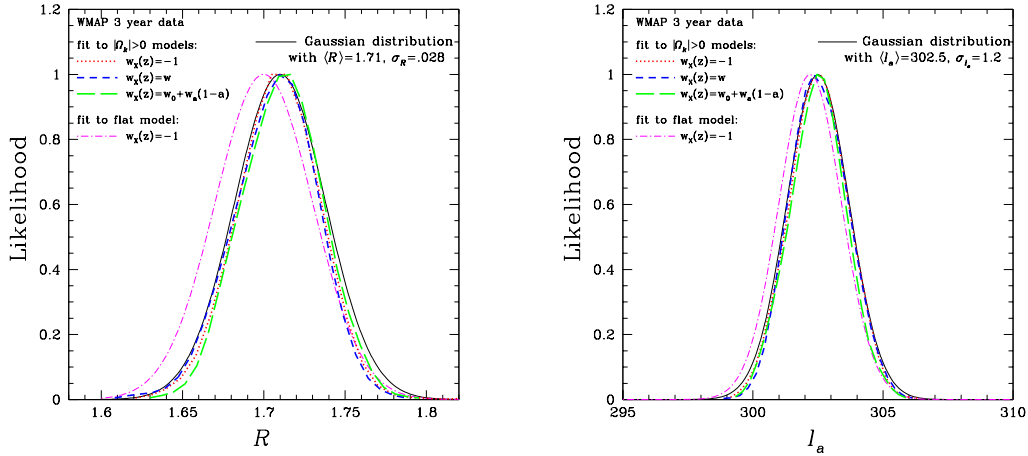 WMAP 3 year data
fit to |Ω_k|>0 models:
w_X(z)=−1
w_X(z)=w
w_X(z)=w_0+w_a(1−a)
fit to flat model:
w_X(z)=−1
Gaussian distribution
with ⟨R⟩=1.71, σ_R=.028
Likelihood
1.2
1
0.8
0.6
0.4
0.2
0
1.6 1.65 1.7 1.75 1.8
R
WMAP 3 year data
fit to |Ω_k|>0 models:
w_X(z)=−1
w_X(z)=w
w_X(z)=w_0+w_a(1−a)
fit to flat model:
w_X(z)=−1
Gaussian distribution
with ⟨l_a⟩=302.5, σ_{l_a}=1.2
Likelihood
1.2
1
0.8
0.6
0.4
0.2
0
295 300 305 310
l_a